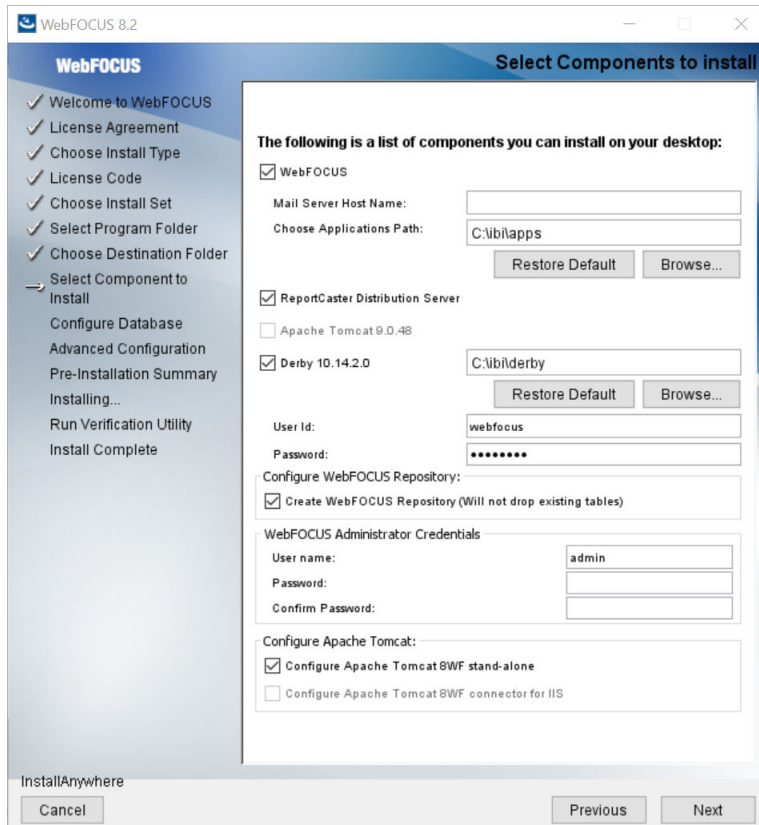 WebFOCUS 8.2
WebFOCUS
Select Components to install
Welcome to WebFOCUS
License Agreement
Choose Install Type
License Code
Choose Install Set
Select Program Folder
Choose Destination Folder
Select Component to
Install
Configure Database
Advanced Configuration
Pre-Installation Summary
Installing...
Run Verification Utility
Install Complete
The following is a list of components you can install on your desktop:
WebFOCUS
Mail Server Host Name:
Choose Applications Path: C:\ibi\apps
Restore Default Browse...
ReportCaster Distribution Server
Apache Tomcat 9.0.48
Derby 10.14.2.0 C:\ibi\derby
Restore Default Browse...
User Id: webfocus
Password: ••••••••
Configure WebFOCUS Repository:
Create WebFOCUS Repository (Will not drop existing tables)
WebFOCUS Administrator Credentials
User name: admin
Password:
Confirm Password:
Configure Apache Tomcat:
Configure Apache Tomcat 8WF stand-alone
Configure Apache Tomcat 8WF connector for IIS
InstallAnywhere
Cancel Previous Next